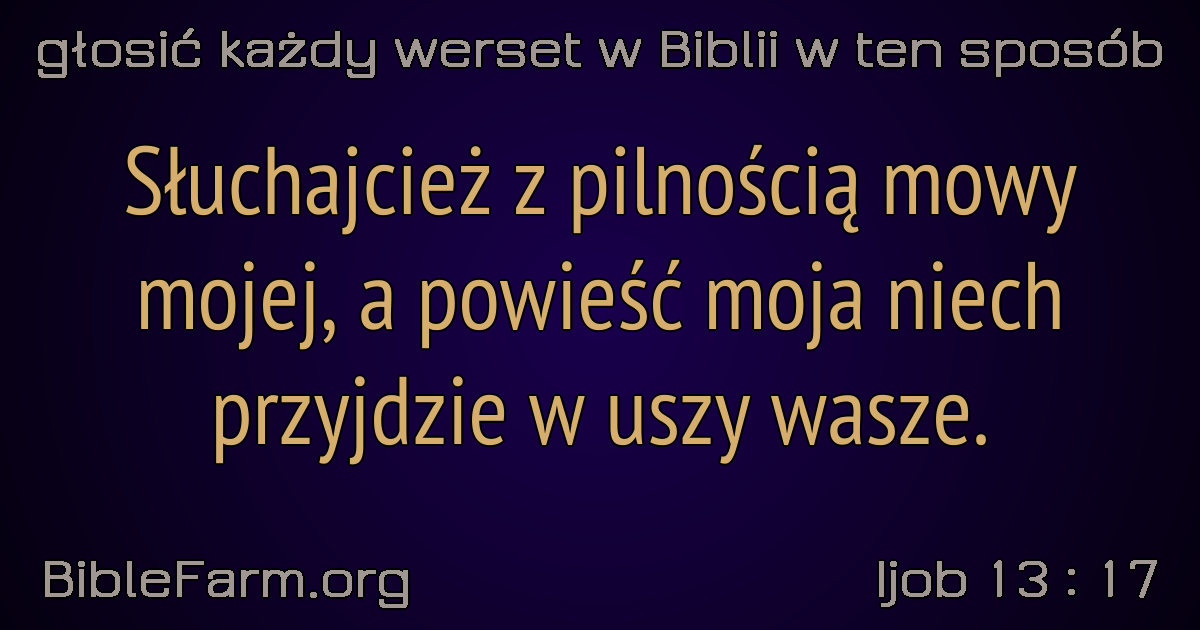 głosić każdy werset w Biblii w ten sposób
Słuchajcież z pilnością mowy
mojej, a powieść moja niech
przyjdzie w uszy wasze.
BibleFarm.org
Ijob 13 : 17